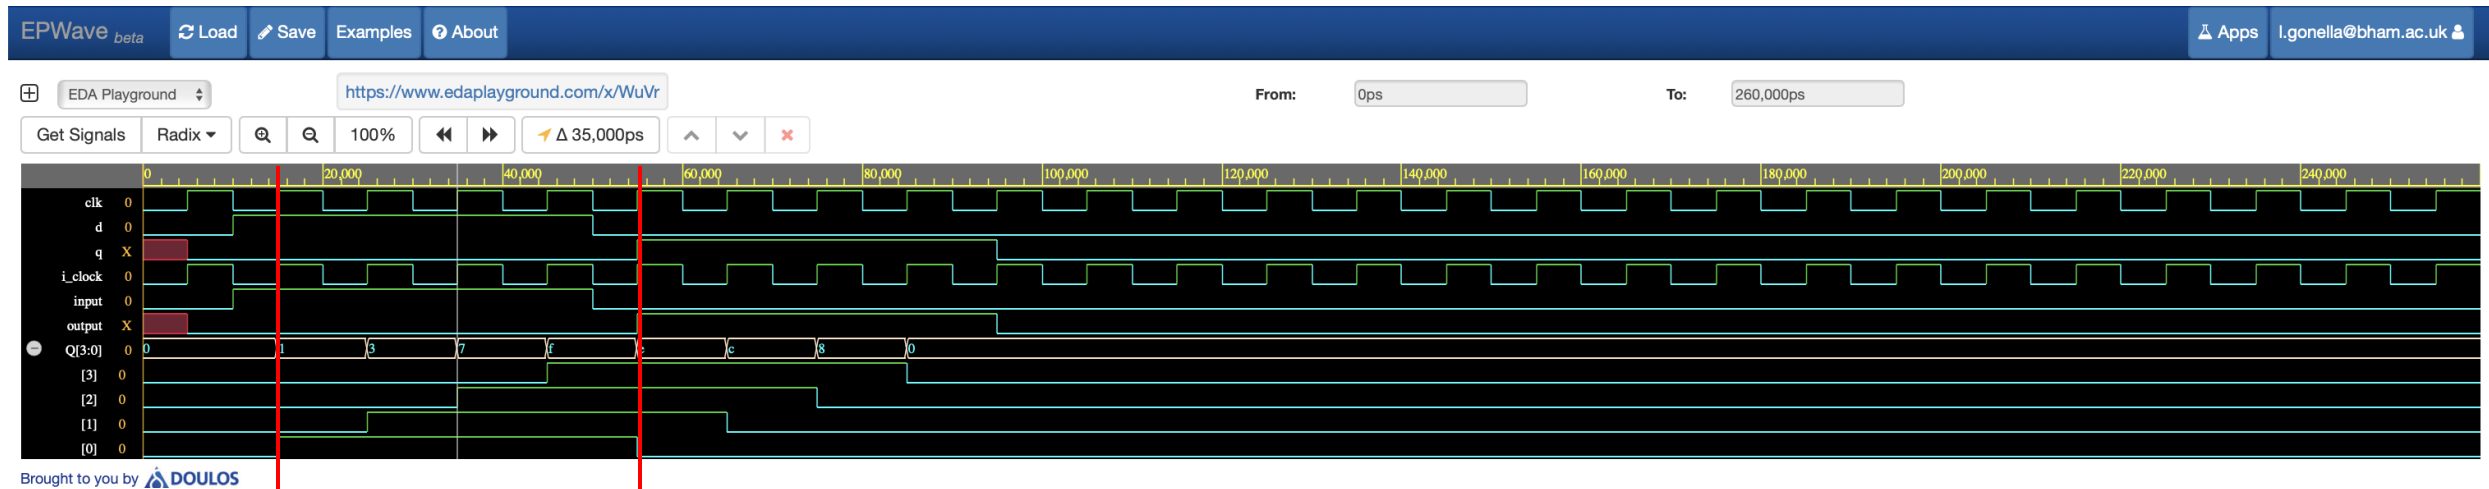 EPWave beta Load Save Examples About Apps l.gonella@bham.ac.uk
EDA Playground https://www.edaplayground.com/x/WuVr From: 0ps To: 260,000ps
Get Signals Radix 100% Δ 35,000ps
0 20,000 40,000 60,000 80,000 100,000 120,000 140,000 160,000 180,000 200,000 220,000 240,000
clk 0
d 0
q X
i_clock 0
input 0
output X
Q[3:0] 0 0 1 3 7 f c 8 0
[3] 0
[2] 0
[1] 0
[0] 0
Brought to you by DOULOS